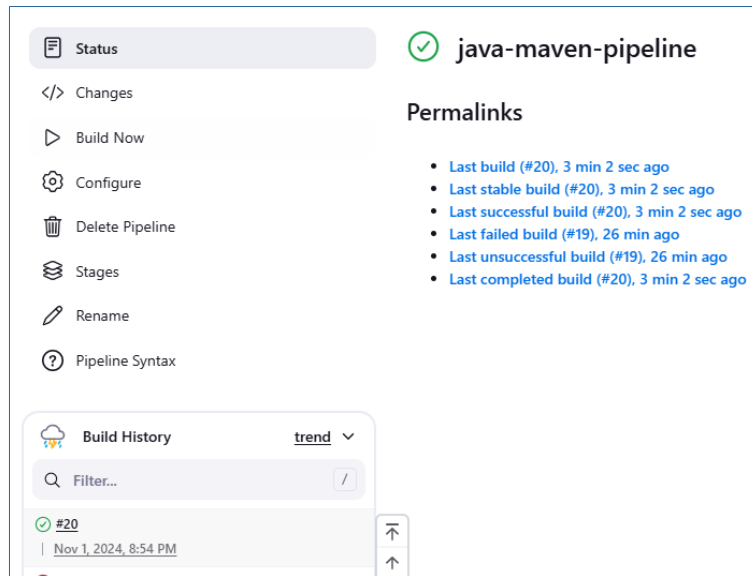 Status
Changes
Build Now
Configure
Delete Pipeline
Stages
Rename
Pipeline Syntax
Build History
trend
Filter...
/
#20
Nov 1, 2024, 8:54 PM
java-maven-pipeline
Permalinks
Last build (#20), 3 min 2 sec ago
Last stable build (#20), 3 min 2 sec ago
Last successful build (#20), 3 min 2 sec ago
Last failed build (#19), 26 min ago
Last unsuccessful build (#19), 26 min ago
Last completed build (#20), 3 min 2 sec ago